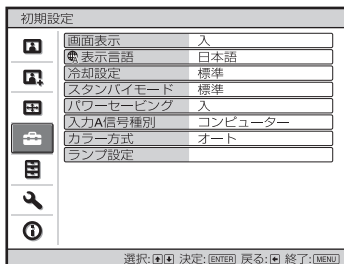 初期設定
画面表示 入
表示言語 日本語
冷却設定 標準
スタンバイモード 標準
パワーセービング 入
入力A信号種別 コンピューター
カラー方式 オート
ランプ設定
選択: 決定:ENTER 戻る: 終了:MENU